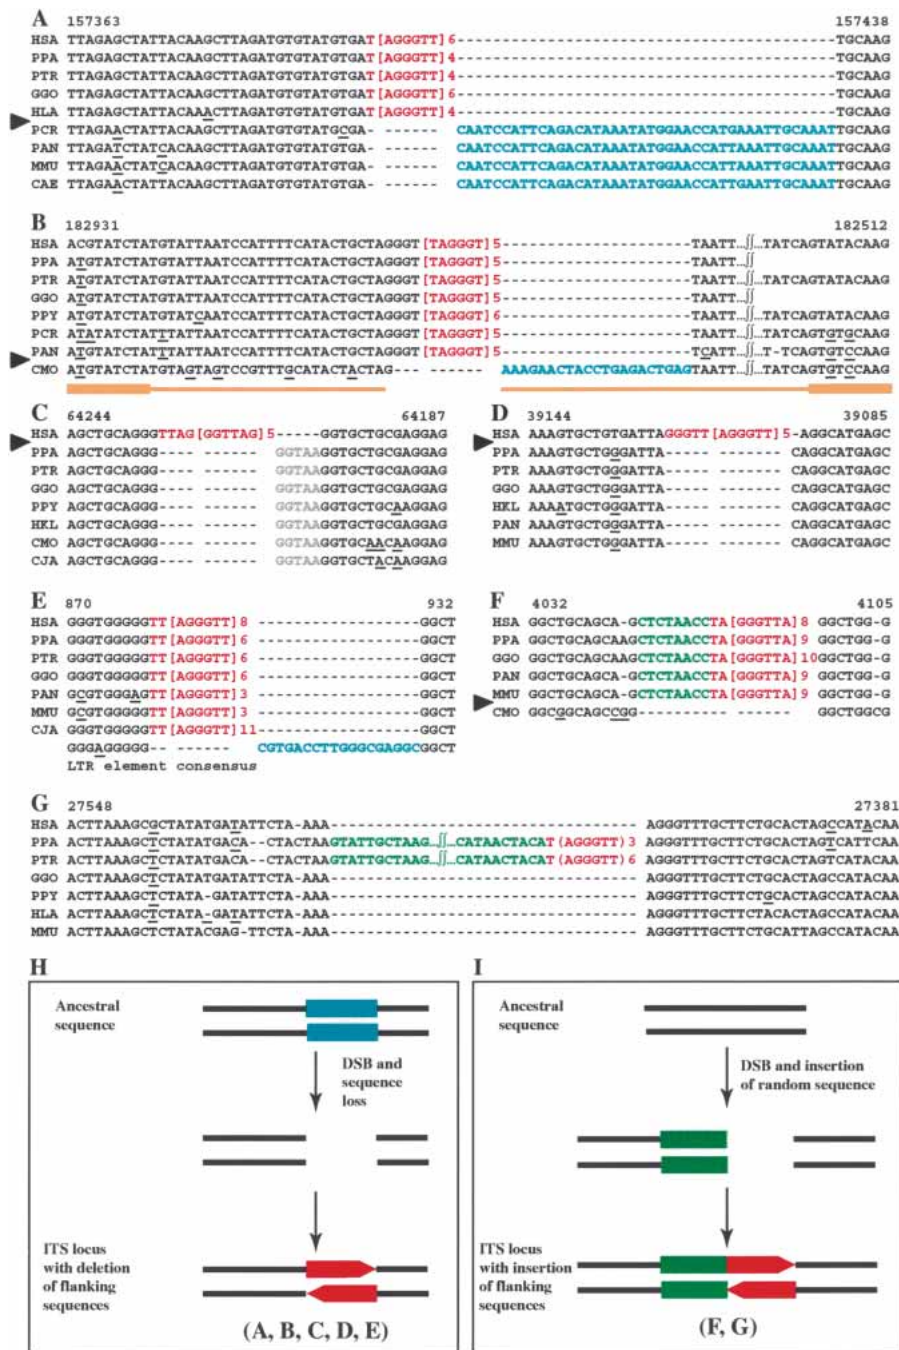 A
157363 157438
HSA TTAGAGCTATTACAAGCTTAGATGTGTATGTGAT[AGGGTT]6------------------------------------------TGCAAG
PPA TTAGAGCTATTACAAGCTTAGATGTGTATGTGAT[AGGGTT]4------------------------------------------TGCAAG
PTR TTAGAGCTATTACAAGCTTAGATGTGTATGTGAT[AGGGTT]4------------------------------------------TGCAAG
GGO TTAGAGCTATTACAAGCTTAGATGTGTATGTGAT[AGGGTT]6------------------------------------------TGCAAG
HLA TTAGAGCTATTACAAACTTAGATGTGTATGTGAT[AGGGTT]4------------------------------------------TGCAAG
PCR TTAGAACTATTACAAGCTTAGATGTGTATGCGA- ------ CAATCCATTCAGACATAAATATGGAACCATGAAATTGCAAATTGCAAG
PAN TTAGATCTATCACAAGCTTAGATGTGTATGTGA- ------ CAATCCATTCAGACATAAATATGGAACCATTAAATTGCAAATTGCAAG
MMU TTAGAACTATCACAAGCTTAGATGTGTATGTGA- ------ CAATCCATTCAGACATAAATATGGAACCATTAAATTGCAAATTGCAAG
CAE TTAGAACTATTACAAGCTTAGATGTGTATGTGA- ------ CAATCCATTCAGACATAAATATGGAACCATTGAATTGCAAATTGCAAG
B
182931 182512
HSA ACGTATCTATGTATTAATCCATTTTCATACTGCTAGGGT[TAGGGT]5---------------------TAATT…∫∫…TATCAGTATACAAG
PPA ATGTATCTATGTATTAATCCATTTTCATACTGCTAGGGT[TAGGGT]5---------------------TAATT…∫∫
PTR ATGTATCTATGTATTAATCCATTTTCATACTGCTAGGGT[TAGGGT]5---------------------TAATT…∫∫…TATCAGTATACAAG
GGO ATGTATCTATGTATTAATCCATTTTCATACTGCTAGGGT[TAGGGT]5---------------------TAATT…∫∫
PPY ATGTATCTATGTATCAATCCATTTTCATACTGCTAGGGT[TAGGGT]6---------------------TAATT…∫∫…TATCAGTATACAAG
PCR ATATATCTATTTATTAATCCATTTTCATACTGCTAGGGT[TAGGGT]5---------------------TAATT…∫∫…TATCAGTGTGCAAG
PAN ATGTATCTATTTATTAATCCATTTTCATACTGCTAGGGT[TAGGGT]5---------------------TCATT…∫∫…T-TCAGTGTCCAAG
CMO ATGTATCTATGTAGTAGTCCGTTTGCATACTACTAG--- ------ AAAGAACTACCTGAGACTGAGTAATT…∫∫…TATCAGTGTCCAAG
C
64244 64187
HSA AGCTGCAGGGTTAG[GGTTAG]5-----GGTGCTGCGAGGAG
PPA AGCTGCAGGG---- ------ GGTAAGGTGCTGCGAGGAG
PTR AGCTGCAGGG---- ------ GGTAAGGTGCTGCGAGGAG
GGO AGCTGCAGGG---- ------ GGTAAGGTGCTGCGAGGAG
PPY AGCTGCAGGG---- ------ GGTAAGGTGCTGCAAGGAG
HKL AGCTGCAGGG---- ------ GGTAAGGTGCTGCGAGGAG
CMO AGCTGCAGGG---- ------ GGTAAGGTGCAACAAGGAG
CJA AGCTGCAGGG---- ------ GGTAAGGTGCTACAAGGAG
D
39144 39085
HSA AAAGTGCTGTGATTAGGGTT[AGGGTT]5-AGGCATGAGC
PPA AAAGTGCTGGGATTA----- ------ CAGGCATGAGC
PTR AAAGTGCTGGGATTA----- ------ CAGGCATGAGC
GGO AAAGTGCTGGGATTA----- ------ CAGGCATGAGC
HKL AAAATGCTGGGATTA----- ------ CAGGCATGAGC
PAN AAAGTGCTGGGATTA----- ------ CAGGCATGAGC
MMU AAAGTGCTGGGATTA----- ------ CAGGCATGAGC
E
870 932
HSA GGGTGGGGGTT[AGGGTT]8 ------------------GGCT
PPA GGGTGGGGGTT[AGGGTT]6 ------------------GGCT
PTR GGGTGGGGGTT[AGGGTT]6 ------------------GGCT
GGO GGGTGGGGGTT[AGGGTT]6 ------------------GGCT
PAN GCGTGGGAGTT[AGGGTT]3 ------------------GGCT
MMU GCGTGGGGGTT[AGGGTT]3 ------------------GGCT
CJA GGGTGGGGGTT[AGGGTT]11------------------GGCT
GGGAGGGGG-- ------ CGTGACCTTGGGCGAGGCGGCT
LTR element consensus
F
4032 4105
HSA GGCTGCAGCA-GCTCTAACCTA[GGGTTA]8 GGCTGG-G
PPA GGCTGCAGCAAGCTCTAACCTA[GGGTTA]9 GGCTGG-G
GGO GGCTGCAGCAAGCTCTAACCTA[GGGTTA]10GGCTGG-G
PAN GGCTGCAGCA-GCTCTAACCTA[GGGTTA]9 GGCTGG-G
MMU GGCTGCAGCA-GCTCTAACCTA[GGGTTA]9 GGCTGG-G
CMO GGCGGCAGCCGG---------- ------ GGCTGGCG
G
27548 27381
HSA ACTTAAAGCGCTATATGATATTCTA-AAA----------------------------------AGGGTTTGCTTCTGCACTAGCCATACAA
PPA ACTTAAAGCTCTATATGACA--CTACTAAGTATTGCTAAG…∫∫…CATAACTACAT(AGGGTT)3 AGGGTTTGCTTCTGCACTAGTCATTCAA
PTR ACTTAAAGCTCTATATGACA--CTACTAAGTATTGCTAAG…∫∫…CATAACTACAT(AGGGTT)6 AGGGTTTGCTTCTGCACTAGTCATACAA
GGO ACTTAAAGCTCTATATGATATTCTA-AAA----------------------------------AGGGTTTGCTTCTGCACTAGCCATACAA
PPY ACTTAAAGCTCTATA-GATATTCTA-AAA----------------------------------AGGGTTTGCTTCTGCACTAGCCATACAA
HLA ACTTAAAGCTCTATA-GATATTCTA-AAA----------------------------------AGGGTTTGCTTCTACACTAGCCATACAA
MMU ACTTAAAGCTCTATACGAG-TTCTA-AAA----------------------------------AGGGTTTGCTTCTGCATTAGCCATACAA
H
Ancestral
sequence
DSB and
sequence
loss
ITS locus
with deletion
of flanking
sequences
(A, B, C, D, E)
I
Ancestral
sequence
DSB and insertion
of random sequence
ITS locus
with insertion
of flanking
sequences
(F, G)